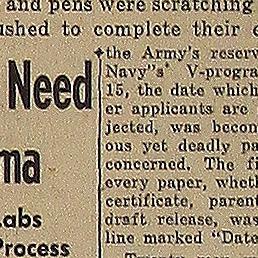 and pens were scratching
ushed to complete their e
Need
ma
Labs
Process
the Army's reserv
Navy"s' V-progra
15, the date which
er applicants are
jected, was becom
ous yet deadly pa
concerned. The fi
every paper, wheth
certificate, parent
draft release, was
line marked "Date